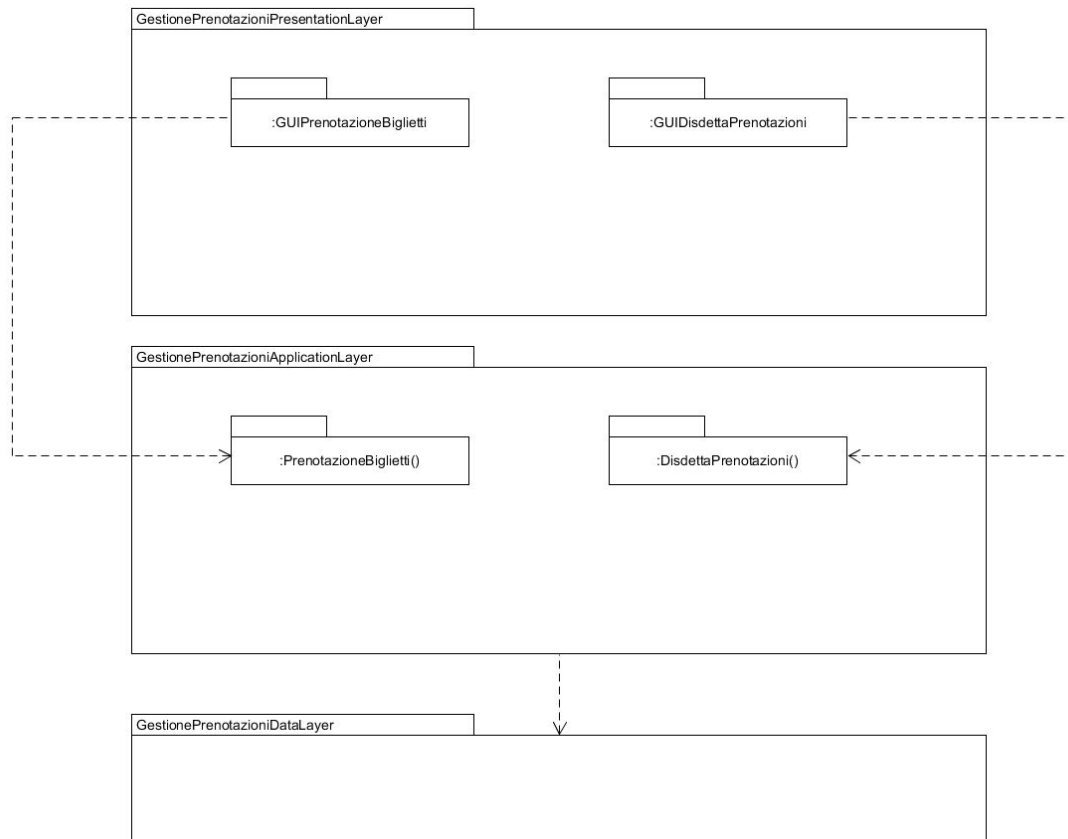 GestionePrenotazioniPresentationLayer
:GUIPrenotazioneBiglietti
:GUIDisdettaPrenotazioni
GestionePrenotazioniApplicationLayer
:PrenotazioneBiglietti()
:DisdettaPrenotazioni()
GestionePrenotazioniDataLayer